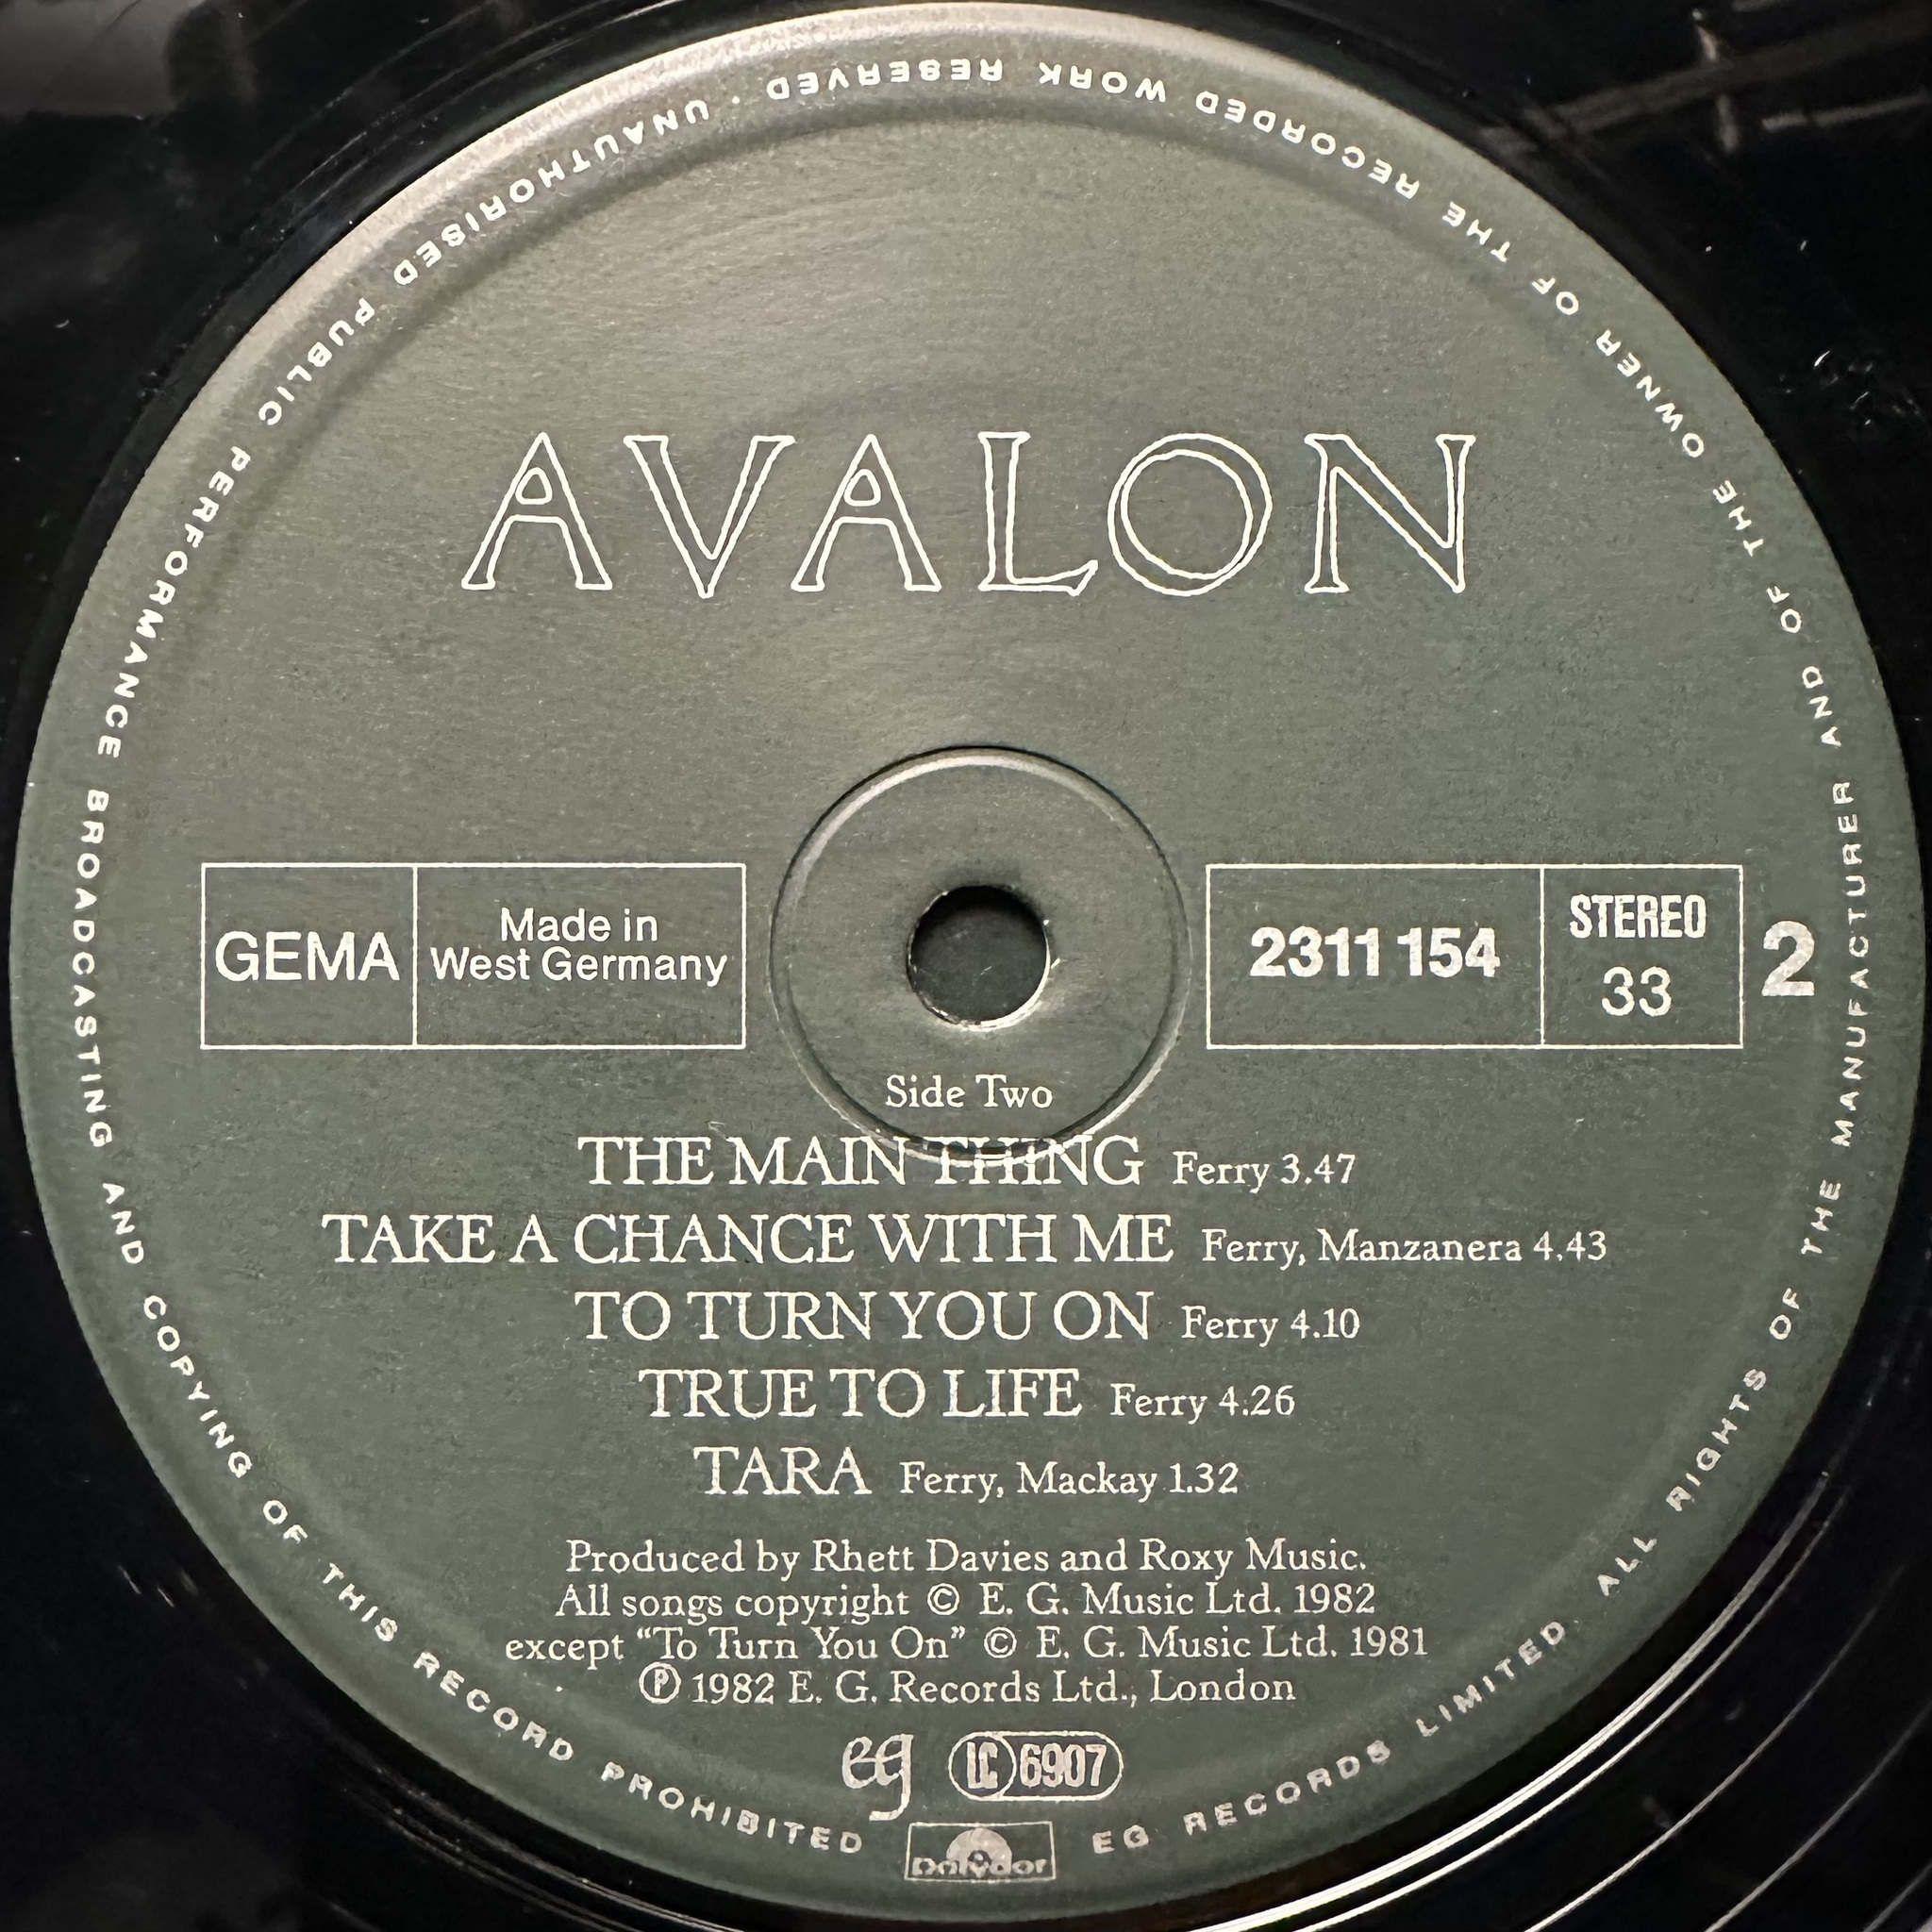 AVALON
GEMA
Made in
West Germany
2311 154
STEREO
33
2
Side Two
THE MAIN THING Ferry 3.47
TAKE A CHANCE WITH ME Ferry, Manzanera 4.43
TO TURN YOU ON Ferry 4.10
TRUE TO LIFE Ferry 4.26
TARA Ferry, Mackay 1.32
Produced by Rhett Davies and Roxy Music.
All songs copyright © E. G. Music Ltd. 1982
except “To Turn You On” © E. G. Music Ltd. 1981
℗ 1982 E. G. Records Ltd., London
eg LC 6907
Polydor
EG RECORDS LIMITED. ALL RIGHTS OF THE MANUFACTURER AND OF THE OWNER OF THE RECORDED WORK RESERVED · UNAUTHORISED PUBLIC PERFORMANCE BROADCASTING AND COPYING OF THIS RECORD PROHIBITED